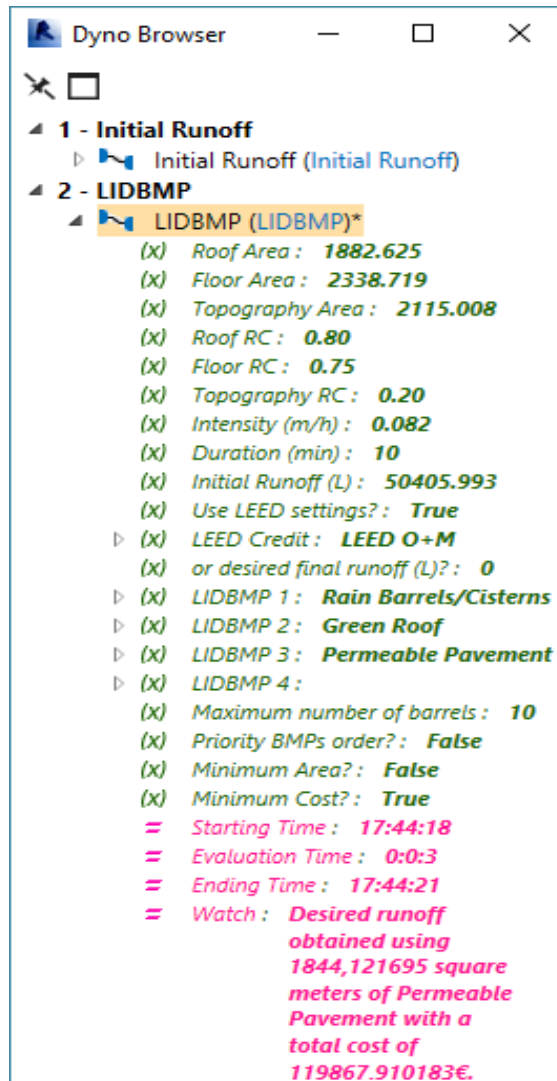 Dyno Browser
1 - Initial Runoff
Initial Runoff (Initial Runoff)
2 - LIDBMP
LIDBMP (LIDBMP)*
(x) Roof Area : 1882.625
(x) Floor Area : 2338.719
(x) Topography Area : 2115.008
(x) Roof RC : 0.80
(x) Floor RC : 0.75
(x) Topography RC : 0.20
(x) Intensity (m/h) : 0.082
(x) Duration (min) : 10
(x) Initial Runoff (L) : 50405.993
(x) Use LEED settings? : True
(x) LEED Credit : LEED O+M
(x) or desired final runoff (L)? : 0
(x) LIDBMP 1 : Rain Barrels/Cisterns
(x) LIDBMP 2 : Green Roof
(x) LIDBMP 3 : Permeable Pavement
(x) LIDBMP 4 :
(x) Maximum number of barrels : 10
(x) Priority BMPs order? : False
(x) Minimum Area? : False
(x) Minimum Cost? : True
= Starting Time : 17:44:18
= Evaluation Time : 0:0:3
= Ending Time : 17:44:21
= Watch : Desired runoff
obtained using
1844,121695 square
meters of Permeable
Pavement with a
total cost of
119867.910183€.